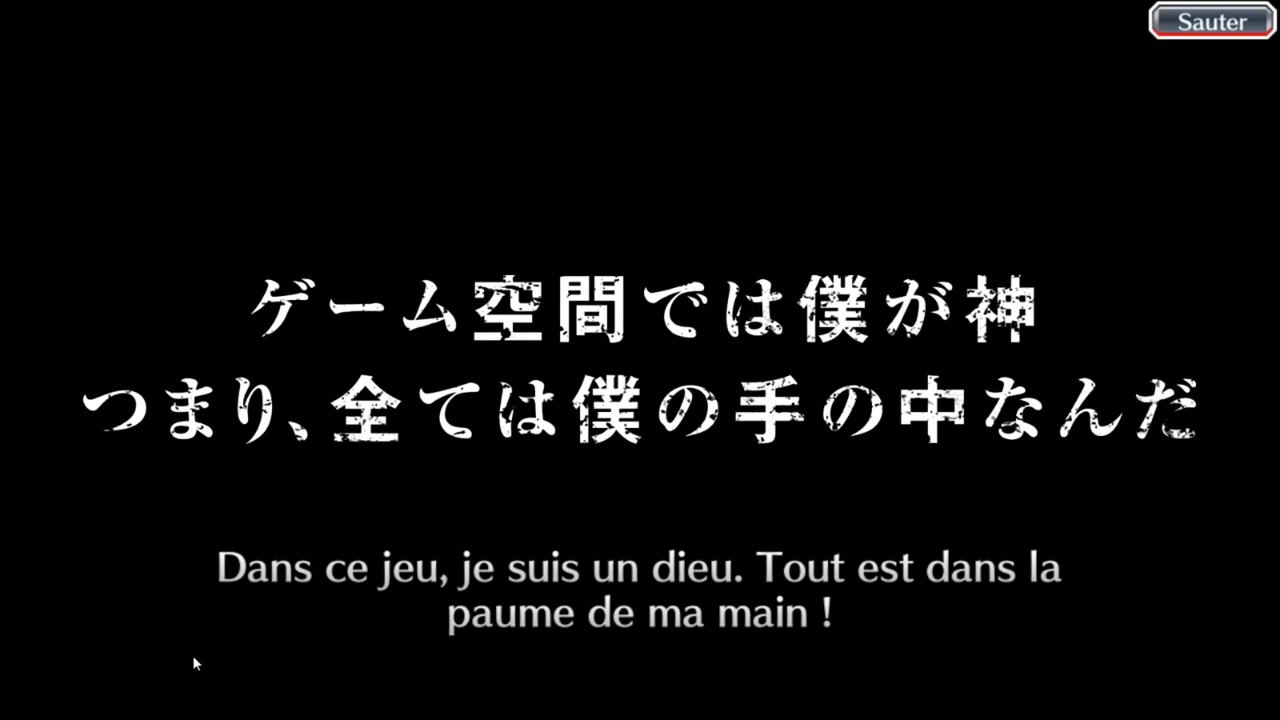 Sauter
ゲーム空間では僕が神
つまり、全ては僕の手の中なんだ
Dans ce jeu, je suis un dieu. Tout est dans la
paume de ma main !